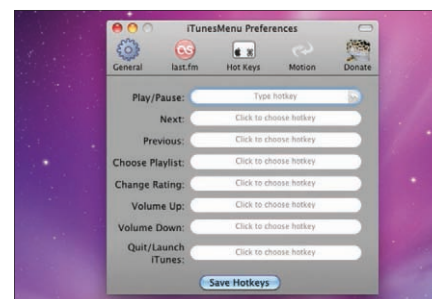 iTunesMenu Preferences
General last.fm Hot Keys Motion Donate
Play/Pause: Type hotkey
Next: Click to choose hotkey
Previous: Click to choose hotkey
Choose Playlist: Click to choose hotkey
Change Rating: Click to choose hotkey
Volume Up: Click to choose hotkey
Volume Down: Click to choose hotkey
Quit/Launch
iTunes: Click to choose hotkey
Save Hotkeys